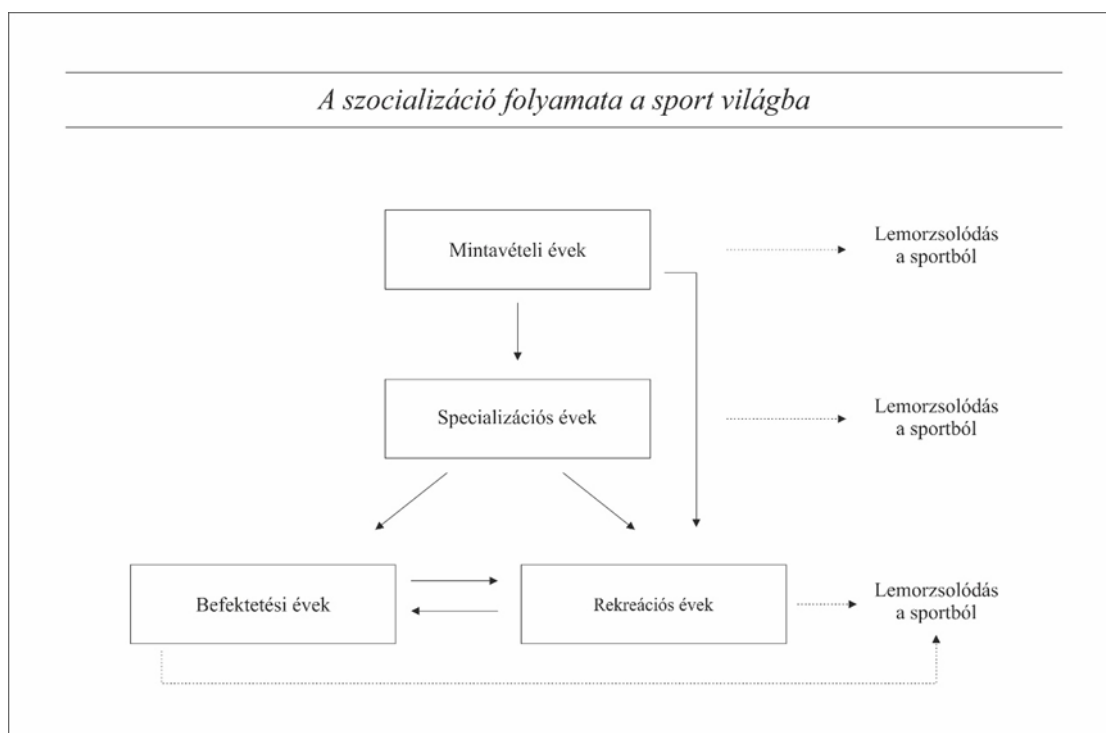 A szocializáció folyamata a sport világba
Mintavételi évek
Lemorzsolódás
a sportból
Specializációs évek
Lemorzsolódás
a sportból
Befektetési évek
Rekreációs évek
Lemorzsolódás
a sportból